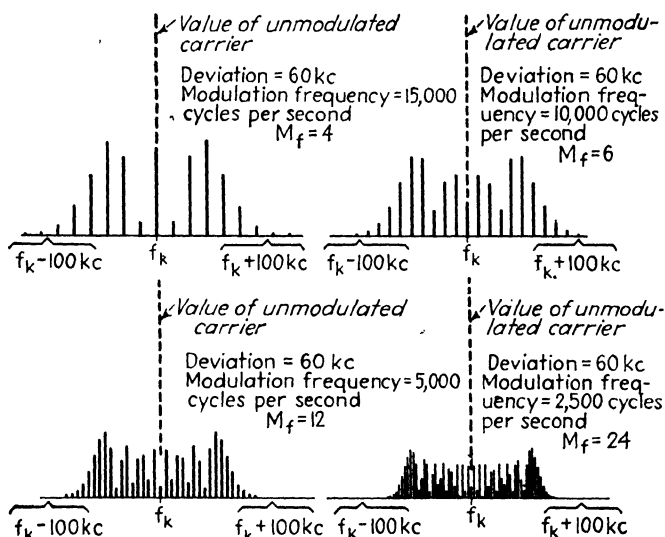 Value of unmodulated
carrier
Deviation = 60 kc
Modulation frequency = 15,000
cycles per second
Mf = 4
fk-100 kc
fk
fk+100kc
Value of unmodu-
lated carrier
Deviation = 60 kc
Modulation freq-
uency = 10,000 cycles
per second
Mf = 6
fk-100kc
fk
fk+100kc
Value of unmodulated
carrier
Deviation = 60 kc
Modulation frequency = 5,000
cycles per second
Mf = 12
fk-100kc
fk
fk+100kc
Value of unmodu-
lated carrier
Deviation = 60 kc
Modulation freq-
uency = 2,500 cycles
per second
Mf = 24
fk-100 kc
fk
fk+100kc